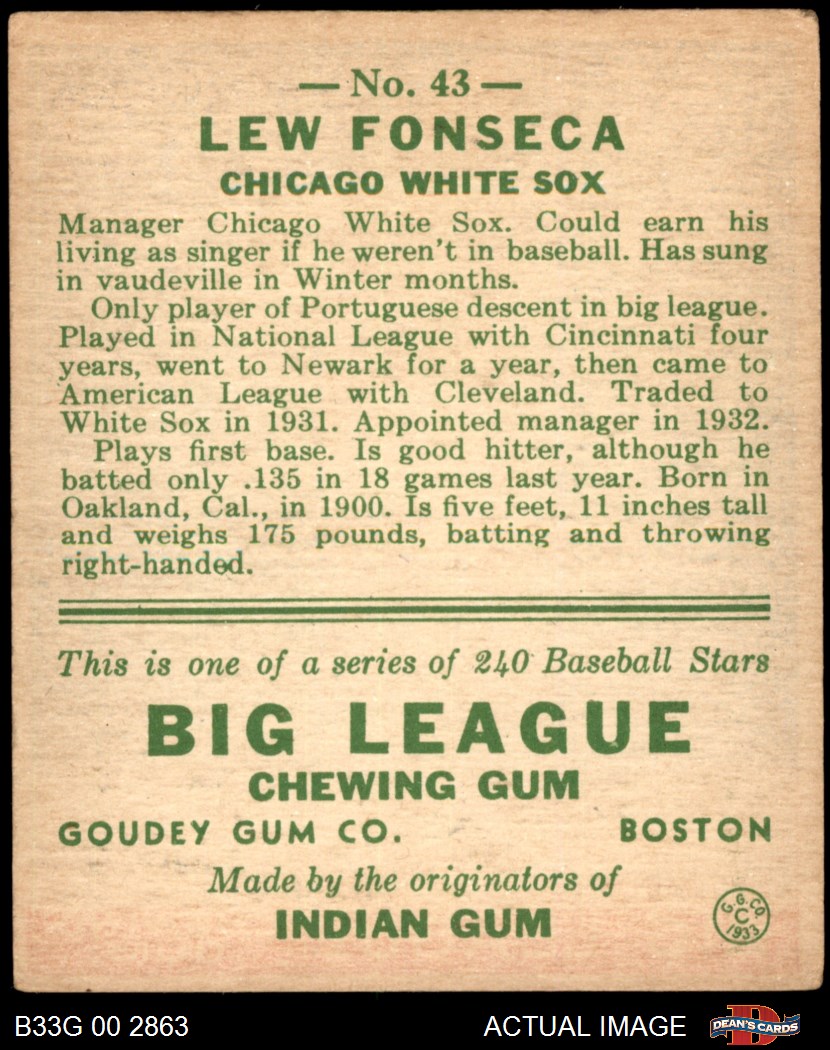 — No. 43 —
LEW FONSECA
CHICAGO WHITE SOX
Manager Chicago White Sox. Could earn his
living as singer if he weren't in baseball. Has sung
in vaudeville in Winter months.
Only player of Portuguese descent in big league.
Played in National League with Cincinnati four
years, went to Newark for a year, then came to
American League with Cleveland. Traded to
White Sox in 1931. Appointed manager in 1932.
Plays first base. Is good hitter, although he
batted only .135 in 18 games last year. Born in
Oakland, Cal., in 1900. Is five feet, 11 inches tall
and weighs 175 pounds, batting and throwing
right-handed.
This is one of a series of 240 Baseball Stars
BIG LEAGUE
CHEWING GUM
GOUDEY GUM CO. BOSTON
Made by the originators of
INDIAN GUM
G. G. CO.
C
1933
B33G 00 2863 ACTUAL IMAGE D DEAN'S CARDS